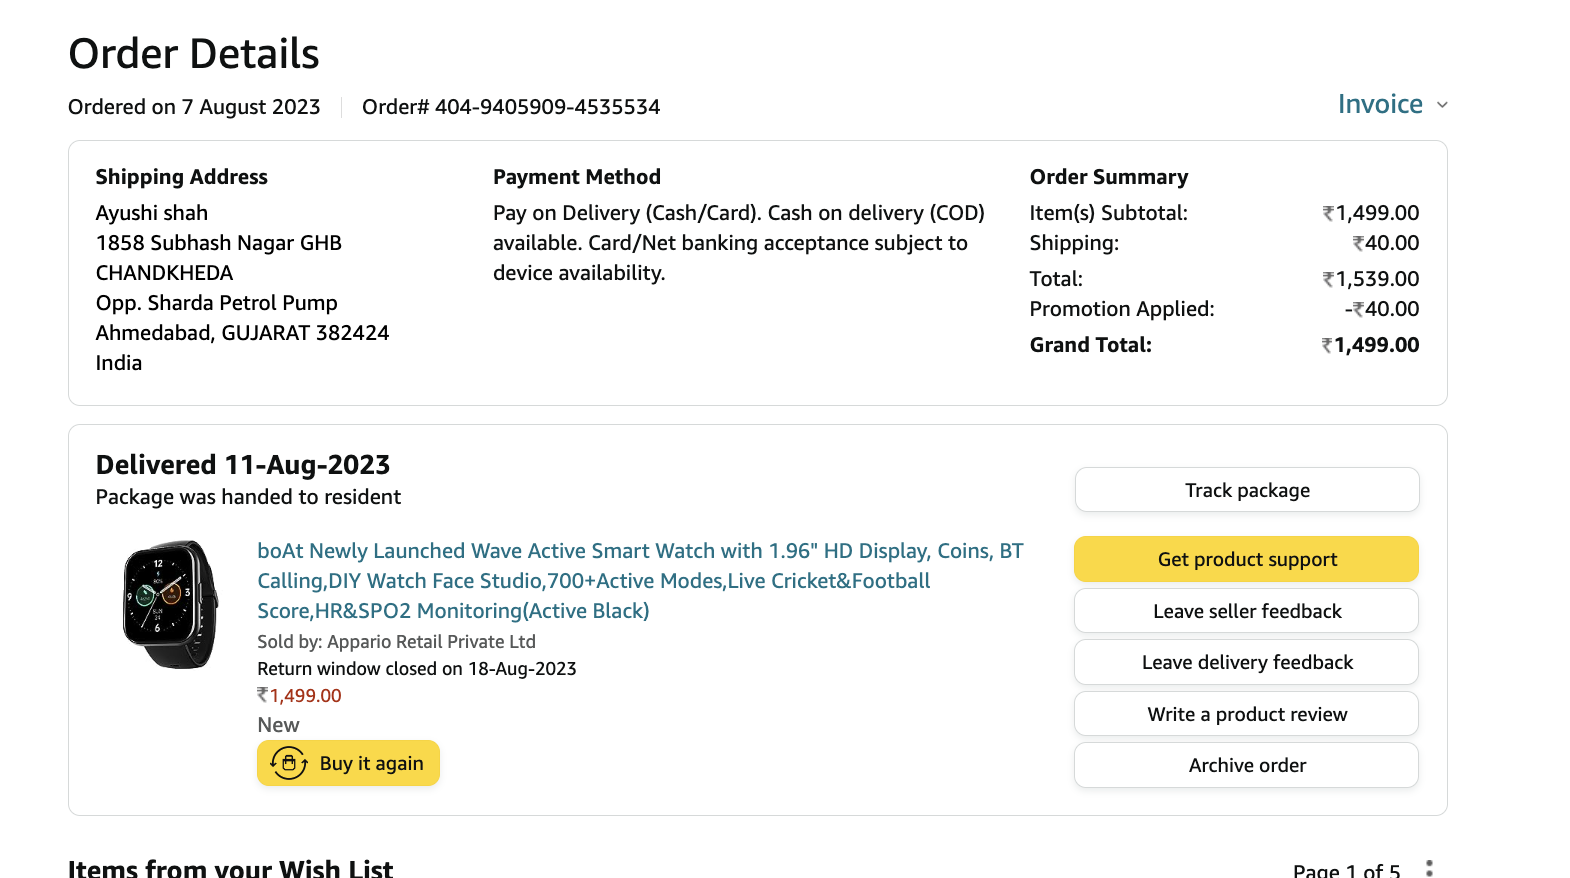 Order Details
Ordered on 7 August 2023
Order# 404-9405909-4535534
Invoice
Shipping Address
Ayushi shah
1858 Subhash Nagar GHB
CHANDKHEDA
Opp. Sharda Petrol Pump
Ahmedabad, GUJARAT 382424
India
Payment Method
Pay on Delivery (Cash/Card). Cash on delivery (COD)
available. Card/Net banking acceptance subject to
device availability.
Order Summary
Item(s) Subtotal: ₹1,499.00
Shipping: ₹40.00
Total: ₹1,539.00
Promotion Applied: -₹40.00
Grand Total: ₹1,499.00
Delivered 11-Aug-2023
Package was handed to resident
boAt Newly Launched Wave Active Smart Watch with 1.96" HD Display, Coins, BT
Calling,DIY Watch Face Studio,700+Active Modes,Live Cricket&Football
Score,HR&SPO2 Monitoring(Active Black)
Sold by: Appario Retail Private Ltd
Return window closed on 18-Aug-2023
₹1,499.00
New
Buy it again
Track package
Get product support
Leave seller feedback
Leave delivery feedback
Write a product review
Archive order
12
9
3
6
Items from your Wish List
Page 1 of 5